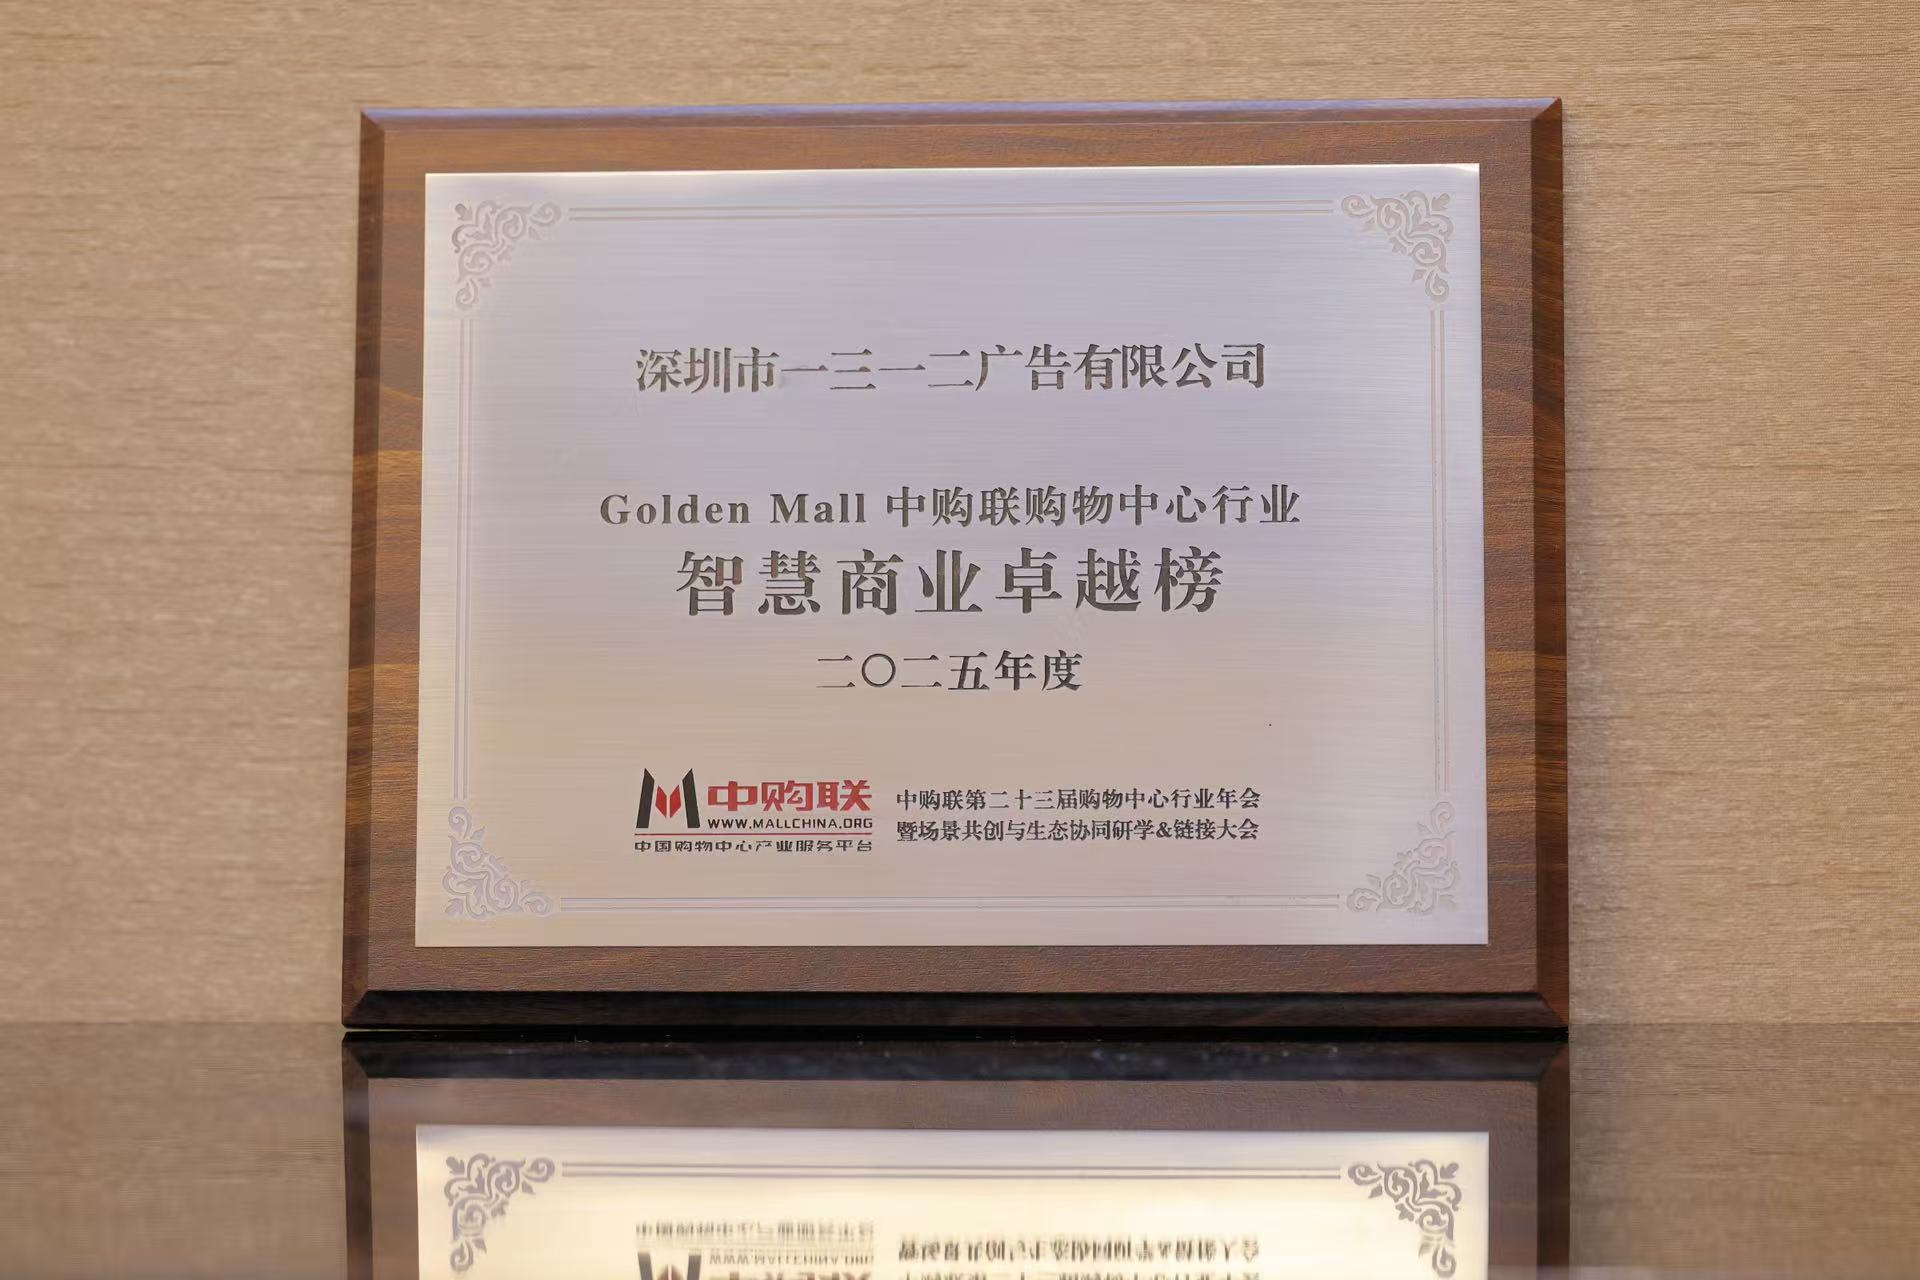 深圳市一三一二广告有限公司
Golden Mall 中购联购物中心行业
智慧商业卓越榜
二〇二五年度
中购联
WWW.MALLCHINA.ORG
中国购物中心产业服务平台
中购联第二十三届购物中心行业年会
暨场景共创与生态协同研学&链接大会